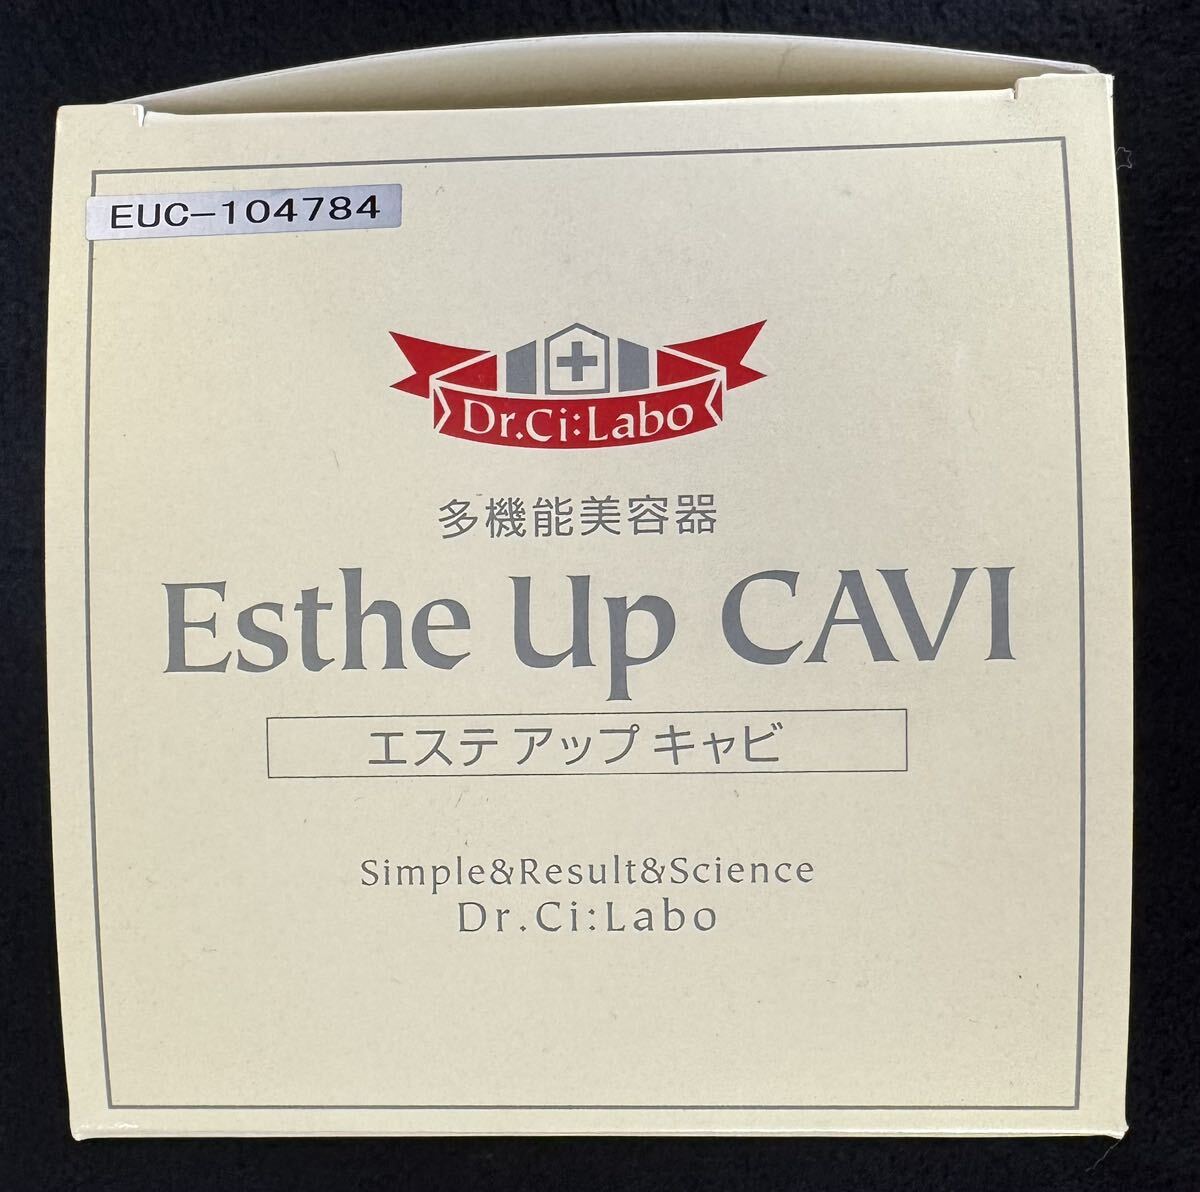 EUC-104784
Dr.Ci:Labo
多機能美容器
Esthe Up CAVI
エステ アップ キャビ
Simple&Result&Science
Dr.Ci:Labo